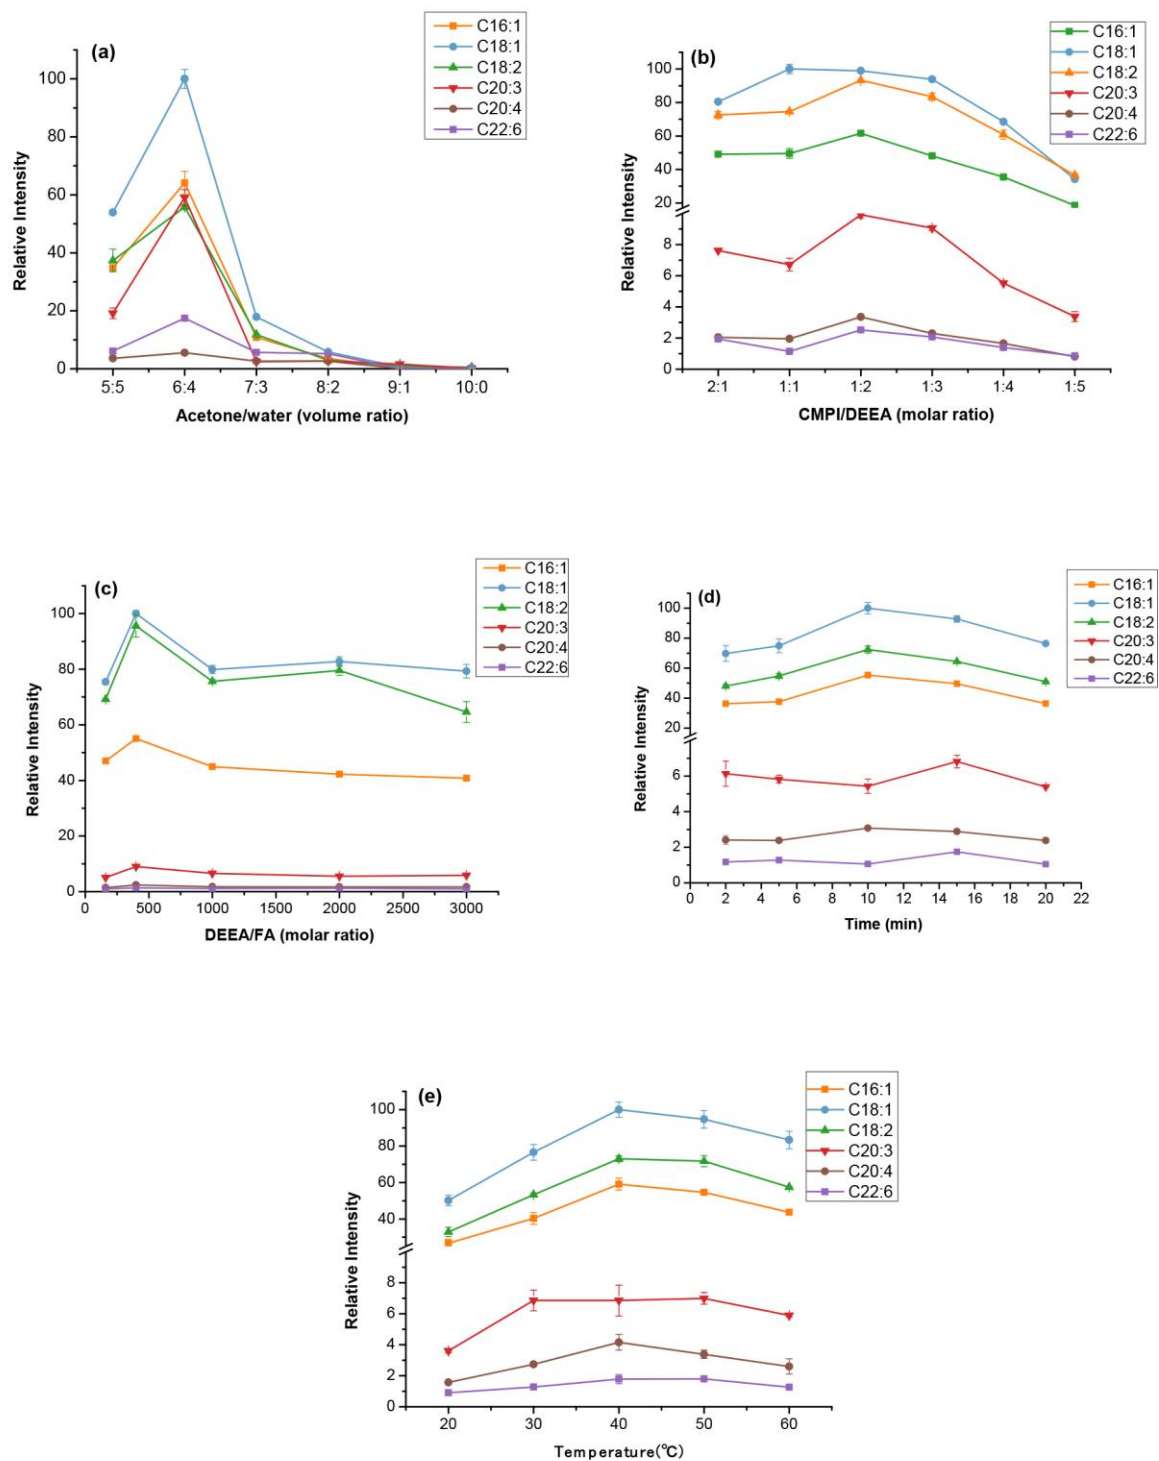 (a)
C16:1
C18:1
C18:2
C20:3
C20:4
C22:6
Relative Intensity
100
80
60
40
20
0
5:5 6:4 7:3 8:2 9:1 10:0
Acetone/water (volume ratio)
(b)
C16:1
C18:1
C18:2
C20:3
C20:4
C22:6
Relative Intensity
100
80
60
40
20
8
6
4
2
0
2:1 1:1 1:2 1:3 1:4 1:5
CMPI/DEEA (molar ratio)
(c)
C16:1
C18:1
C18:2
C20:3
C20:4
C22:6
Relative Intensity
100
80
60
40
20
0
0 500 1000 1500 2000 2500 3000
DEEA/FA (molar ratio)
(d)
C16:1
C18:1
C18:2
C20:3
C20:4
C22:6
Relative Intensity
100
80
60
40
20
6
4
2
0
0 2 4 6 8 10 12 14 16 18 20 22
Time (min)
(e)
C16:1
C18:1
C18:2
C20:3
C20:4
C22:6
Relative Intensity
100
80
60
40
8
6
4
2
0
20 30 40 50 60
Temperature(℃)